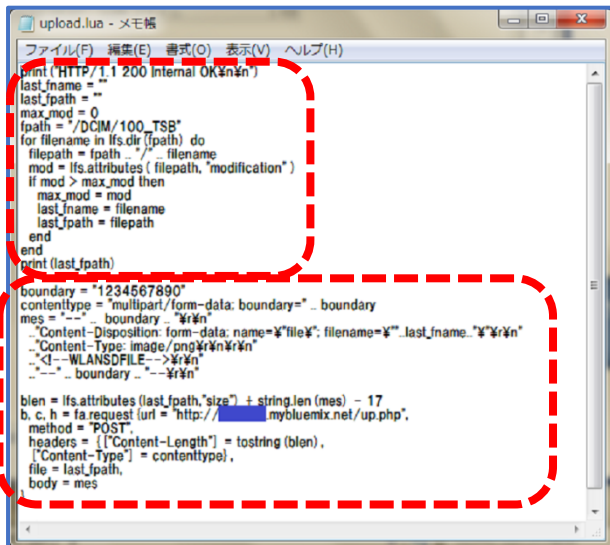 upload.lua - メモ帳
ファイル(F) 編集(E) 書式(O) 表示(V) ヘルプ(H)
print ("HTTP/1.1 200 Internal OK¥n¥n")
last_fname = ""
last_fpath = ""
max_mod = 0
fpath = "/DCIM/100_TSB"
for filename in lfs.dir (fpath) do
filepath = fpath .. "/" .. filename
mod = lfs.attributes ( filepath, "modification" )
if mod > max_mod then
max_mod = mod
last_fname = filename
last_fpath = filepath
end
end
print (last_fpath)
boundary = "1234567890"
contenttype = "multipart/form-data; boundary=" .. boundary
mes = "--" .. boundary .. "¥r¥n"
.."Content-Disposition: form-data; name=¥"file¥"; filename=¥""..last_fname.."¥"¥r¥n"
.."Content-Type: image/png¥r¥n¥r¥n"
.."<!--WLANSDFILE-->¥r¥n"
.."--" .. boundary .. "--¥r¥n"
blen = lfs.attributes (last_fpath,"size") + string.len (mes) - 17
b, c, h = fa.request {url = "http:// .mybluemix.net/up.php",
method = "POST",
headers = { ["Content-Length"] = tostring (blen) ,
["Content-Type"] = contenttype} ,
file = last_fpath,
body = mes
}